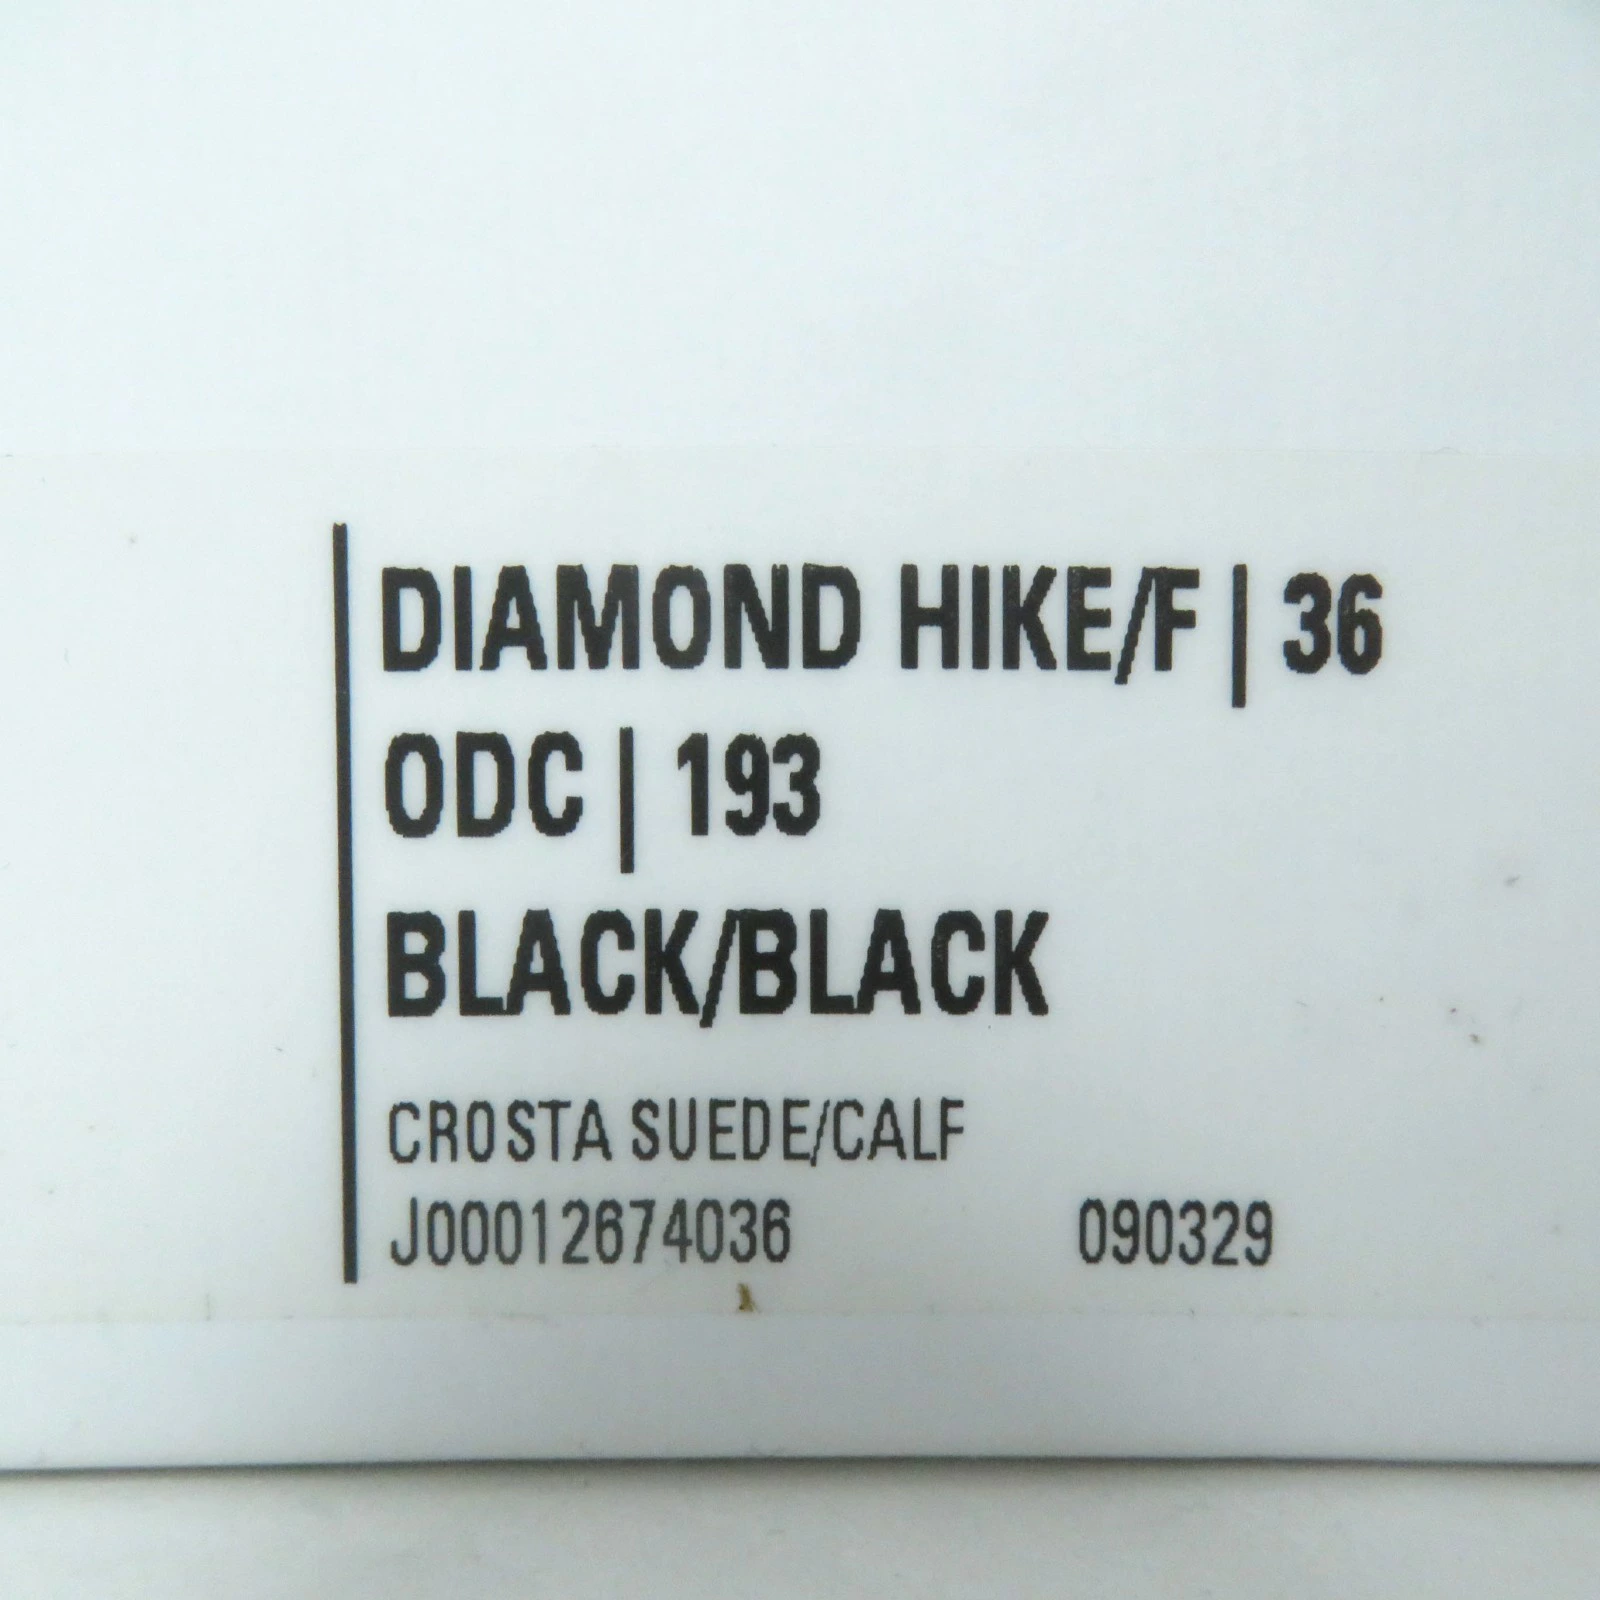 DIAMOND HIKE/F | 36
ODC | 193
BLACK/BLACK
CROSTA SUEDE/CALF
J00012674036 090329